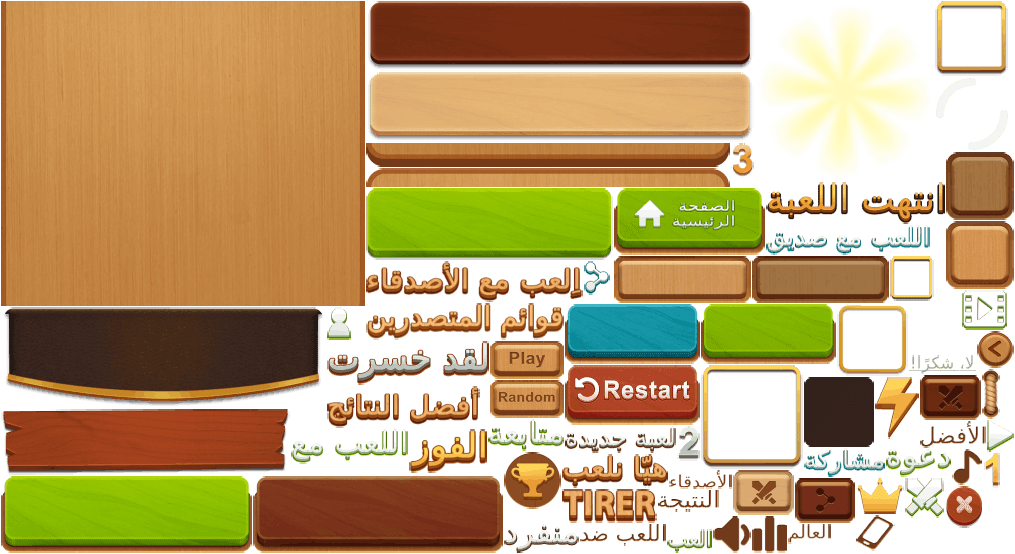 3
الصفحة
الرئيسية
انتهت اللعبة
اللعب مع صديق
إلعب مع الأصدقاء
قوائم المتصدرين
لقد خسرت
Play
لا، شكرًا!
Random
Restart
أفضل النتائج
اللعب مع
الفوز
متابعة
لعبة جديدة
2
الأفضل
مشاركة
دعوة
1
هيّا نلعب
الأصدقاء
TIRER
النتيجة
منفرد
اللعب ضد
العب
العالم